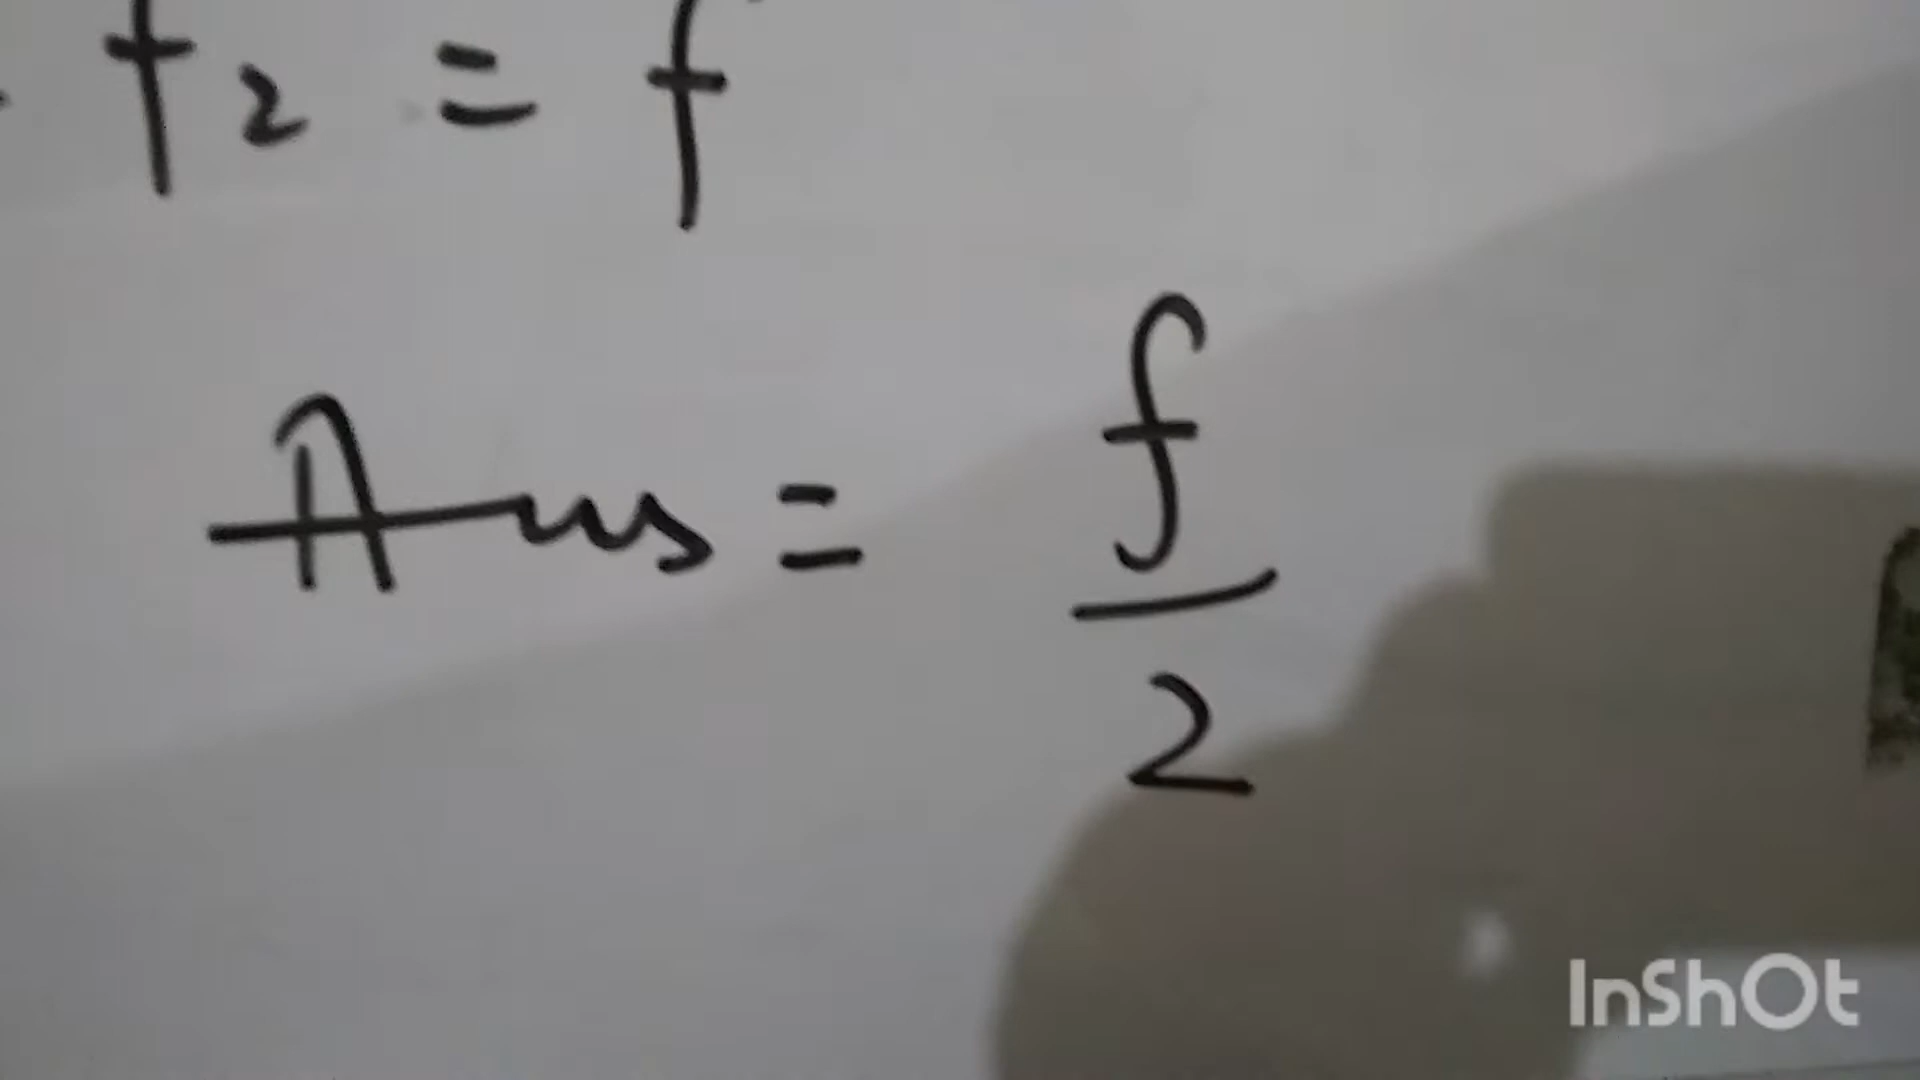 f₂ = f
Ans = f/2
InShOt